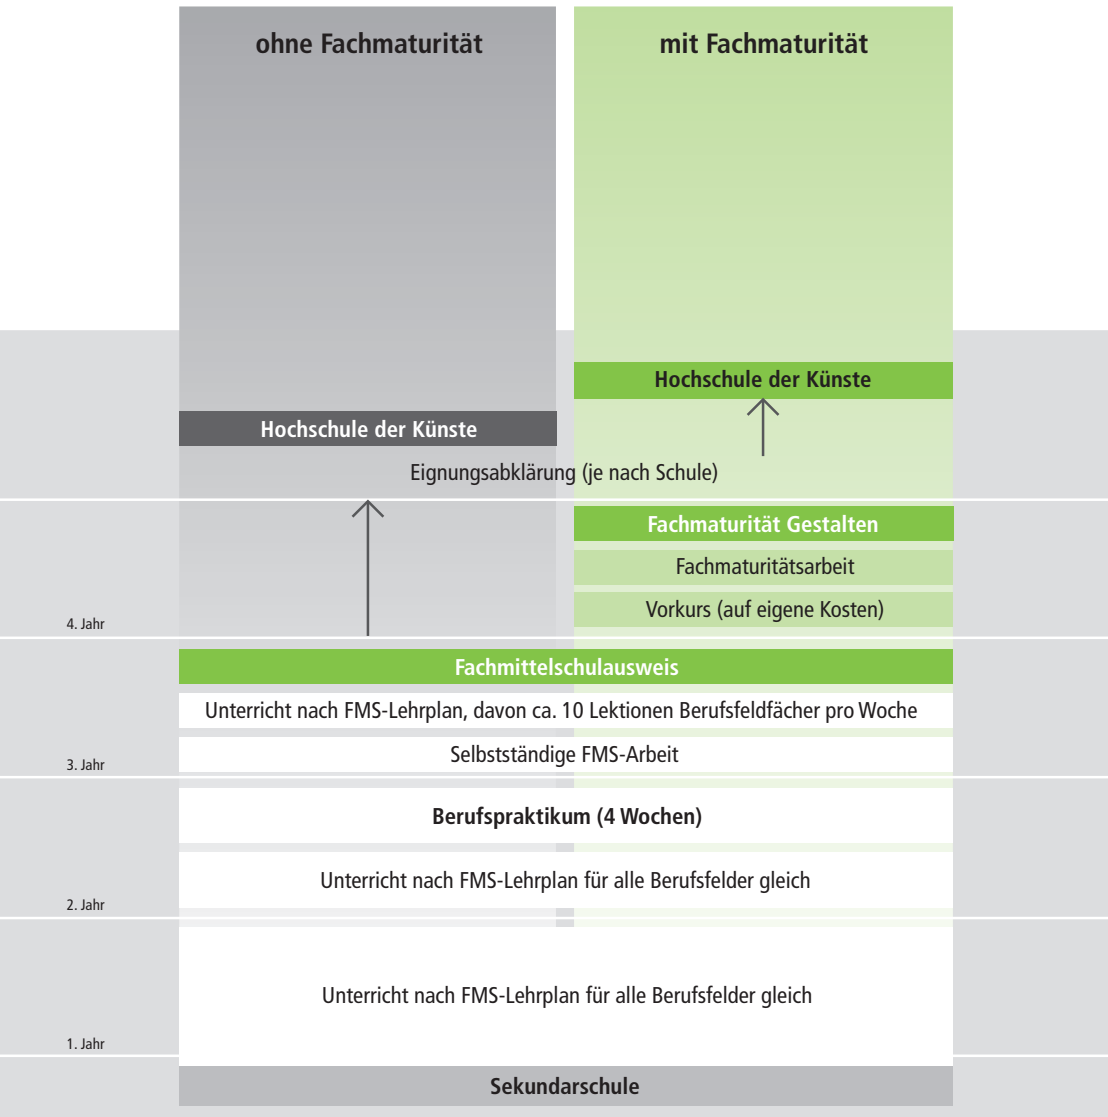 ohne Fachmaturität
mit Fachmaturität
Hochschule der Künste
Hochschule der Künste
Eignungsabklärung (je nach Schule)
Fachmaturität Gestalten
Fachmaturitätsarbeit
Vorkurs (auf eigene Kosten)
4. Jahr
Fachmittelschulausweis
Unterricht nach FMS-Lehrplan, davon ca. 10 Lektionen Berufsfeldfächer pro Woche
Selbstständige FMS-Arbeit
3. Jahr
Berufspraktikum (4 Wochen)
Unterricht nach FMS-Lehrplan für alle Berufsfelder gleich
2. Jahr
Unterricht nach FMS-Lehrplan für alle Berufsfelder gleich
1. Jahr
Sekundarschule